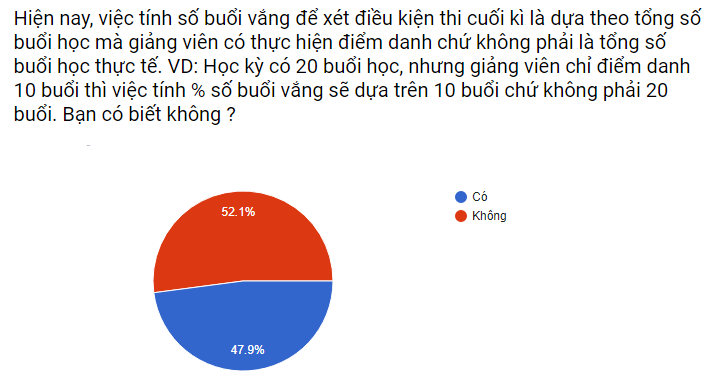 Hiện nay, việc tính số buổi vắng để xét điều kiện thi cuối kì là dựa theo tổng số
buổi học mà giảng viên có thực hiện điểm danh chứ không phải là tổng số
buổi học thực tế. VD: Học kỳ có 20 buổi học, nhưng giảng viên chỉ điểm danh
10 buổi thì việc tính % số buổi vắng sẽ dựa trên 10 buổi chứ không phải 20
buổi. Bạn có biết không ?
Có
Không
52.1%
47.9%